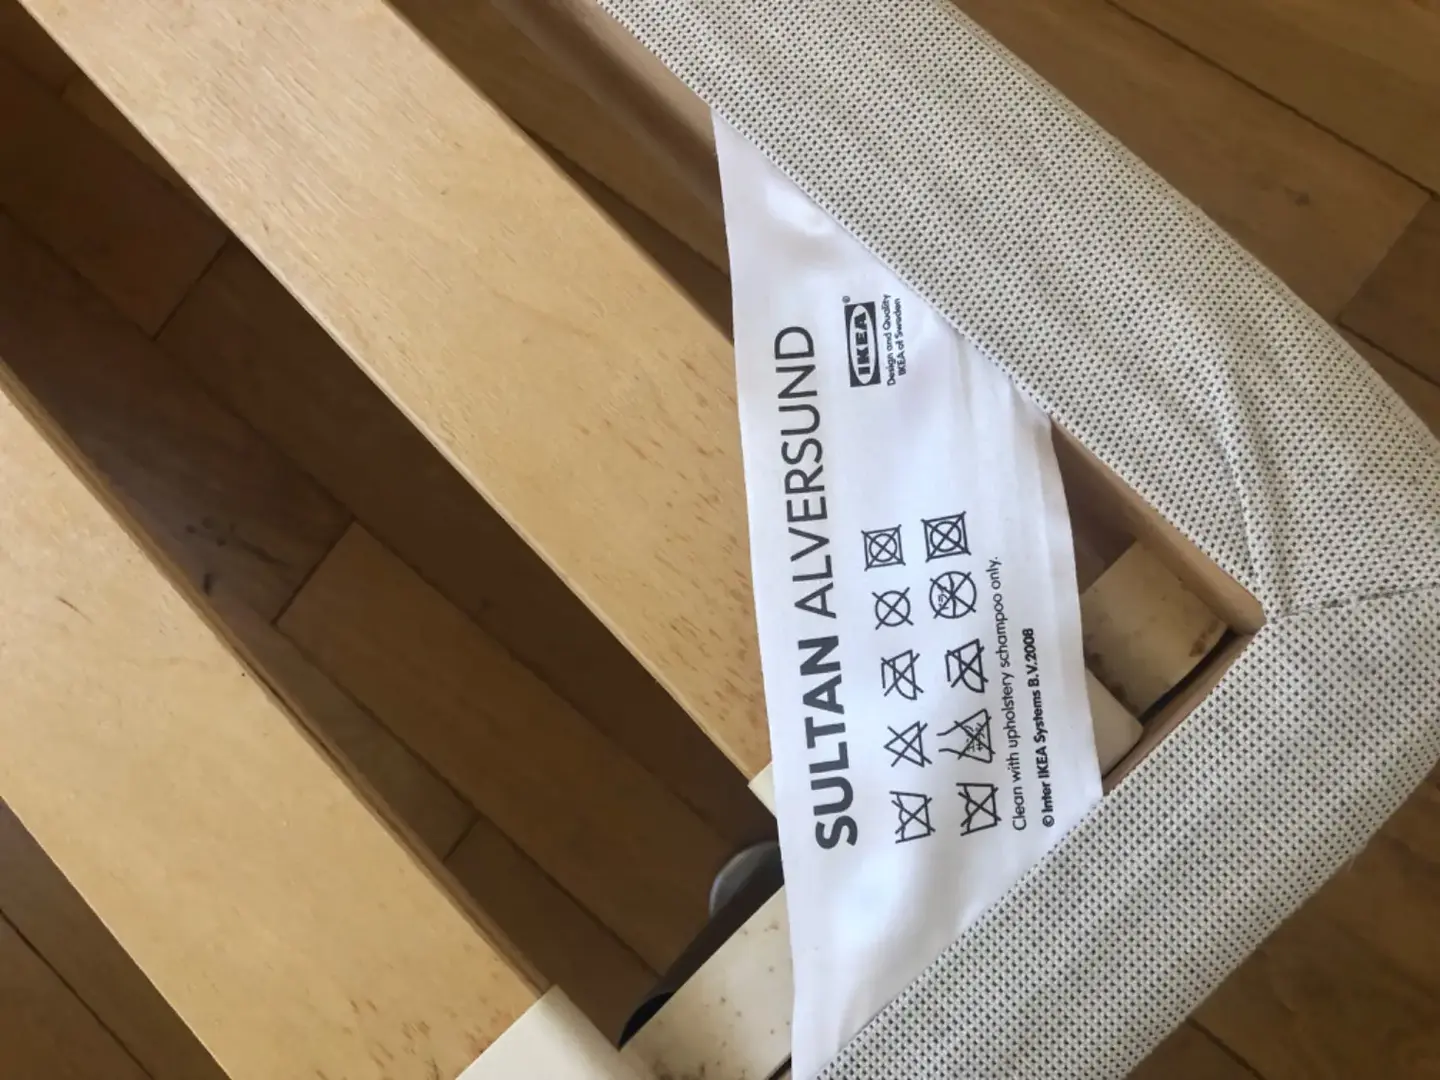 SULTAN ALVERSUND
IKEA®
Design and Quality
IKEA of Sweden
Clean with upholstery schampoo only.
© Inter IKEA Systems B.V. 2008